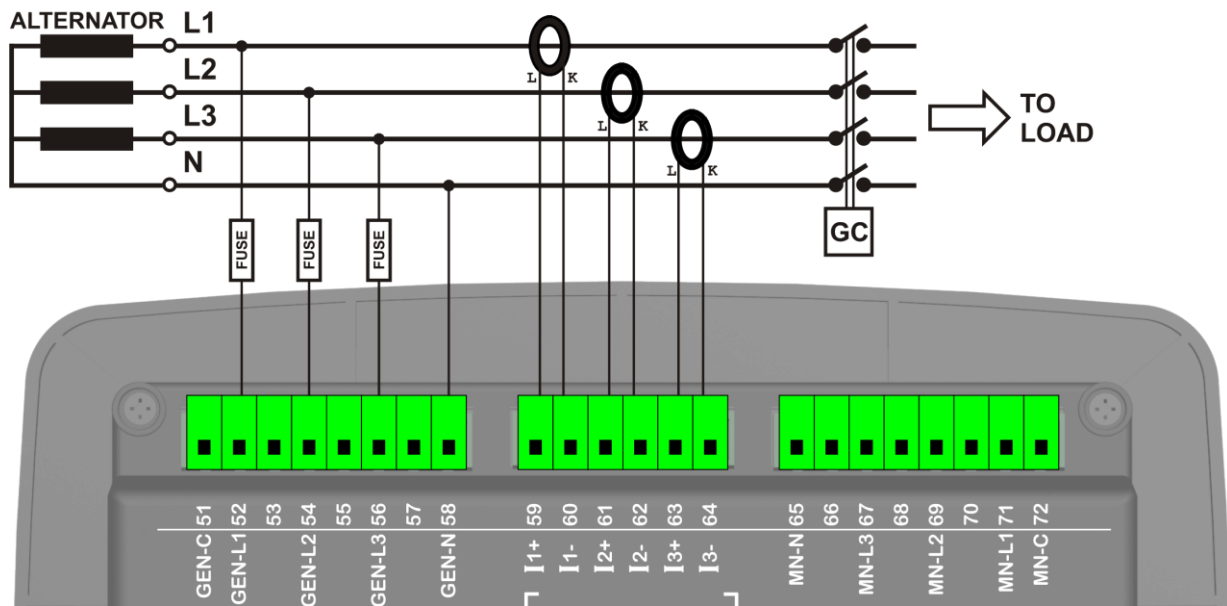 ALTERNATOR
L1
L2
L3
N
L K
L K
L K
TO
LOAD
GC
FUSE
FUSE
FUSE
GEN-C 51
GEN-L1 52
53
GEN-L2 54
55
GEN-L3 56
57
GEN-N 58
I1+ 59
I1- 60
I2+ 61
I2- 62
I3+ 63
I3- 64
MN-N 65
66
MN-L3 67
68
MN-L2 69
70
MN-L1 71
MN-C 72